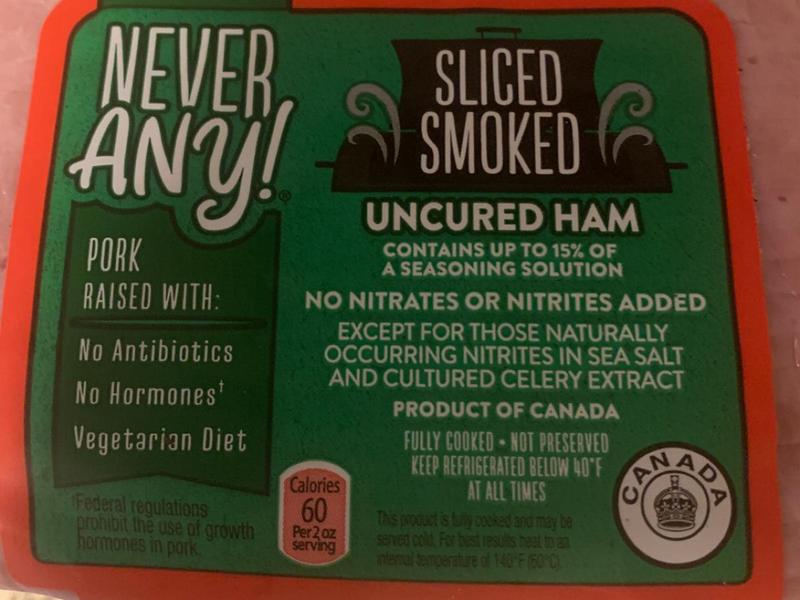 NEVER
ANY!®
PORK
RAISED WITH:
No Antibiotics
No Hormones†
Vegetarian Diet
†Federal regulations
prohibit the use of growth
hormones in pork.
SLICED
SMOKED
UNCURED HAM
CONTAINS UP TO 15% OF
A SEASONING SOLUTION
NO NITRATES OR NITRITES ADDED
EXCEPT FOR THOSE NATURALLY
OCCURRING NITRITES IN SEA SALT
AND CULTURED CELERY EXTRACT
PRODUCT OF CANADA
FULLY COOKED • NOT PRESERVED
KEEP REFRIGERATED BELOW 40°F
AT ALL TIMES
Calories
60
Per 2 oz
serving
This product is fully cooked and may be
served cold. For best results heat to an
internal temperature of 140°F (60°C).
CANADA